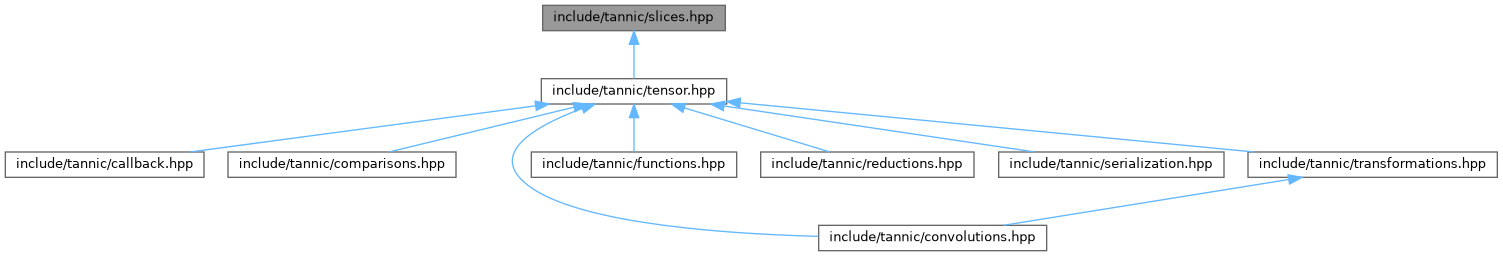 include/tannic/slices.hpp
include/tannic/tensor.hpp
include/tannic/callback.hpp
include/tannic/comparisons.hpp
include/tannic/functions.hpp
include/tannic/reductions.hpp
include/tannic/serialization.hpp
include/tannic/transformations.hpp
include/tannic/convolutions.hpp